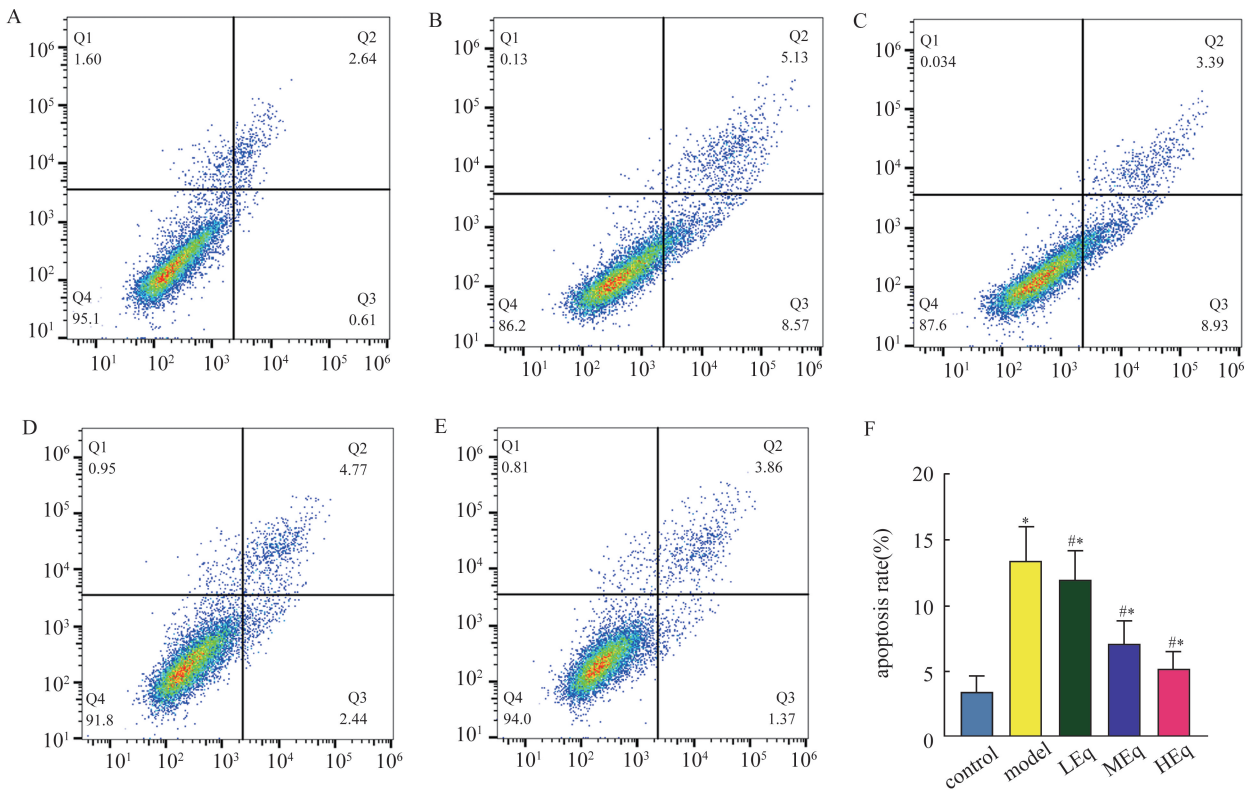 A
Q1
1.60
Q2
2.64
Q4
95.1
Q3
0.61
10⁶
10⁵
10⁴
10³
10²
10¹
10¹ 10² 10³ 10⁴ 10⁵ 10⁶
B
Q1
0.13
Q2
5.13
Q4
86.2
Q3
8.57
10⁶
10⁵
10⁴
10³
10²
10¹
10¹ 10² 10³ 10⁴ 10⁵ 10⁶
C
Q1
0.034
Q2
3.39
Q4
87.6
Q3
8.93
10⁶
10⁵
10⁴
10³
10²
10¹
10¹ 10² 10³ 10⁴ 10⁵ 10⁶
D
Q1
0.95
Q2
4.77
Q4
91.8
Q3
2.44
10⁶
10⁵
10⁴
10³
10²
10¹
10¹ 10² 10³ 10⁴ 10⁵ 10⁶
E
Q1
0.81
Q2
3.86
Q4
94.0
Q3
1.37
10⁶
10⁵
10⁴
10³
10²
10¹
10¹ 10² 10³ 10⁴ 10⁵ 10⁶
F
apoptosis rate(%)
20
15
10
5
0
*
#*
#*
#*
control model LEq MEq HEq